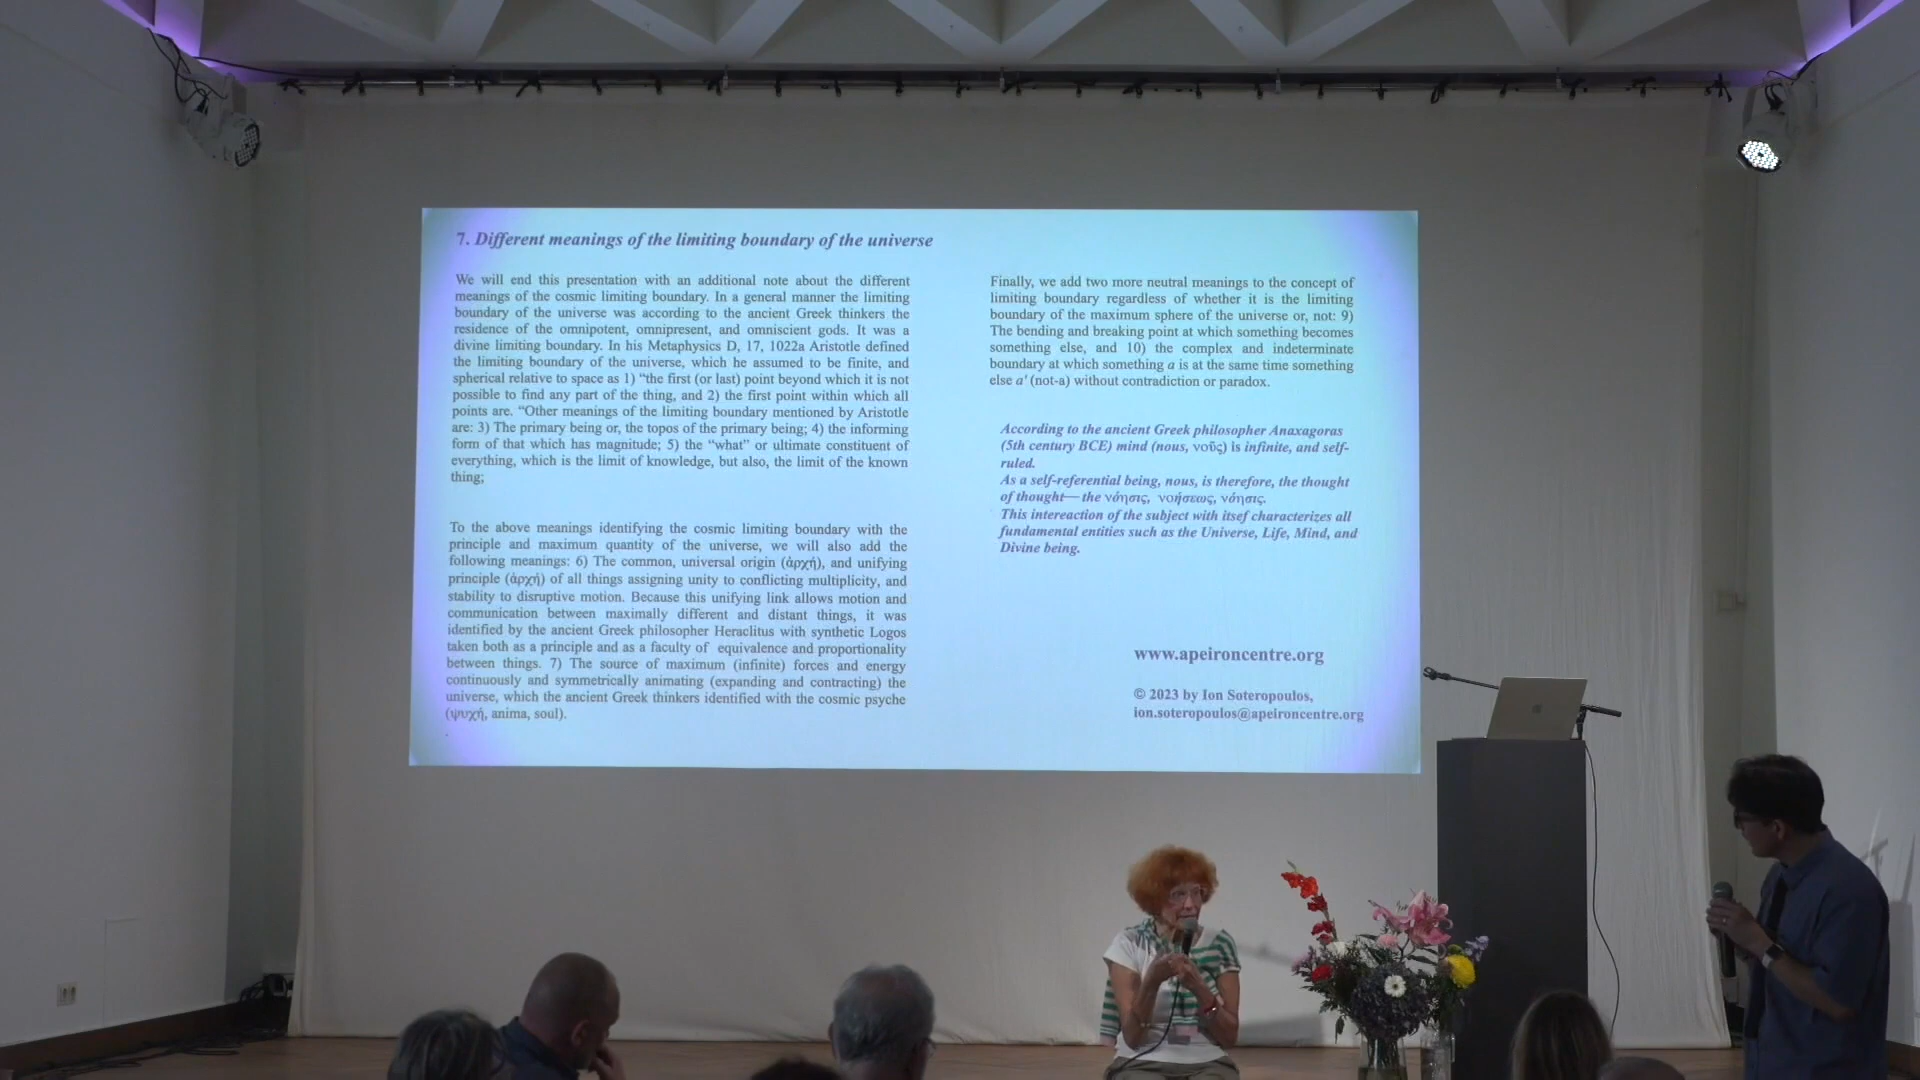 7. Different meanings of the limiting boundary of the universe
We will end this presentation with an additional note about the different
meanings of the cosmic limiting boundary. In a general manner the limiting
boundary of the universe was according to the ancient Greek thinkers the
residence of the omnipotent, omnipresent, and omniscient gods. It was a
divine limiting boundary. In his Metaphysics D, 17, 1022a Aristotle defined
the limiting boundary of the universe, which he assumed to be finite, and
spherical relative to space as 1) “the first (or last) point beyond which it is not
possible to find any part of the thing, and 2) the first point within which all
points are. “Other meanings of the limiting boundary mentioned by Aristotle
are: 3) The primary being or, the topos of the primary being; 4) the informing
form of that which has magnitude; 5) the “what” or ultimate constituent of
everything, which is the limit of knowledge, but also, the limit of the known
thing;
To the above meanings identifying the cosmic limiting boundary with the
principle and maximum quantity of the universe, we will also add the
following meanings: 6) The common, universal origin (ἀρχή), and unifying
principle (ἀρχή) of all things assigning unity to conflicting multiplicity, and
stability to disruptive motion. Because this unifying link allows motion and
communication between maximally different and distant things, it was
identified by the ancient Greek philosopher Heraclitus with synthetic Logos
taken both as a principle and as a faculty of equivalence and proportionality
between things. 7) The source of maximum (infinite) forces and energy
continuously and symmetrically animating (expanding and contracting) the
universe, which the ancient Greek thinkers identified with the cosmic psyche
(ψυχή, anima, soul).
Finally, we add two more neutral meanings to the concept of
limiting boundary regardless of whether it is the limiting
boundary of the maximum sphere of the universe or, not: 9)
The bending and breaking point at which something becomes
something else, and 10) the complex and indeterminate
boundary at which something a is at the same time something
else a' (not-a) without contradiction or paradox.
According to the ancient Greek philosopher Anaxagoras
(5th century BCE) mind (nous, νοῦς) is infinite, and self-
ruled.
As a self-referential being, nous, is therefore, the thought
of thought—the νόησις, νοήσεως, νόησις.
This intereaction of the subject with itsef characterizes all
fundamental entities such as the Universe, Life, Mind, and
Divine being.
www.apeironcentre.org
© 2023 by Ion Soteropoulos,
ion.soteropoulos@apeironcentre.org